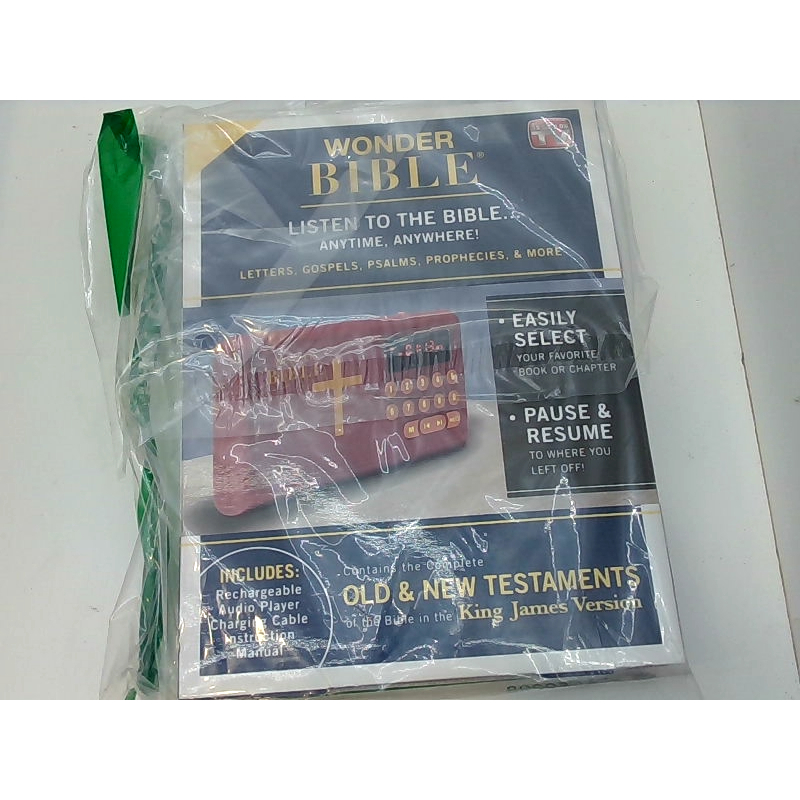 WONDER
BIBLE®
LISTEN TO THE BIBLE...
ANYTIME, ANYWHERE!
LETTERS, GOSPELS, PSALMS, PROPHECIES, & MORE
• EASILY
SELECT
YOUR FAVORITE
BOOK OR CHAPTER
BIBLE
• PAUSE &
RESUME
TO WHERE YOU
LEFT OFF!
INCLUDES:
Rechargeable
Audio Player
Charging Cable
Instruction
Manual
Contains the Complete
OLD & NEW TESTAMENTS
of the Bible in the King James Version